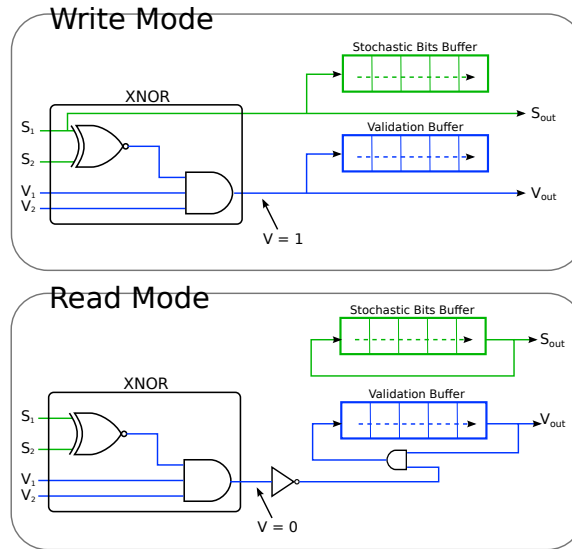 Write Mode
Stochastic Bits Buffer
XNOR
S₁
Sout
Validation Buffer
S₂
V₁
V₂
Vout
V = 1
Read Mode
Stochastic Bits Buffer
Sout
XNOR
Validation Buffer
S₁
Vout
S₂
V₁
V₂
V = 0